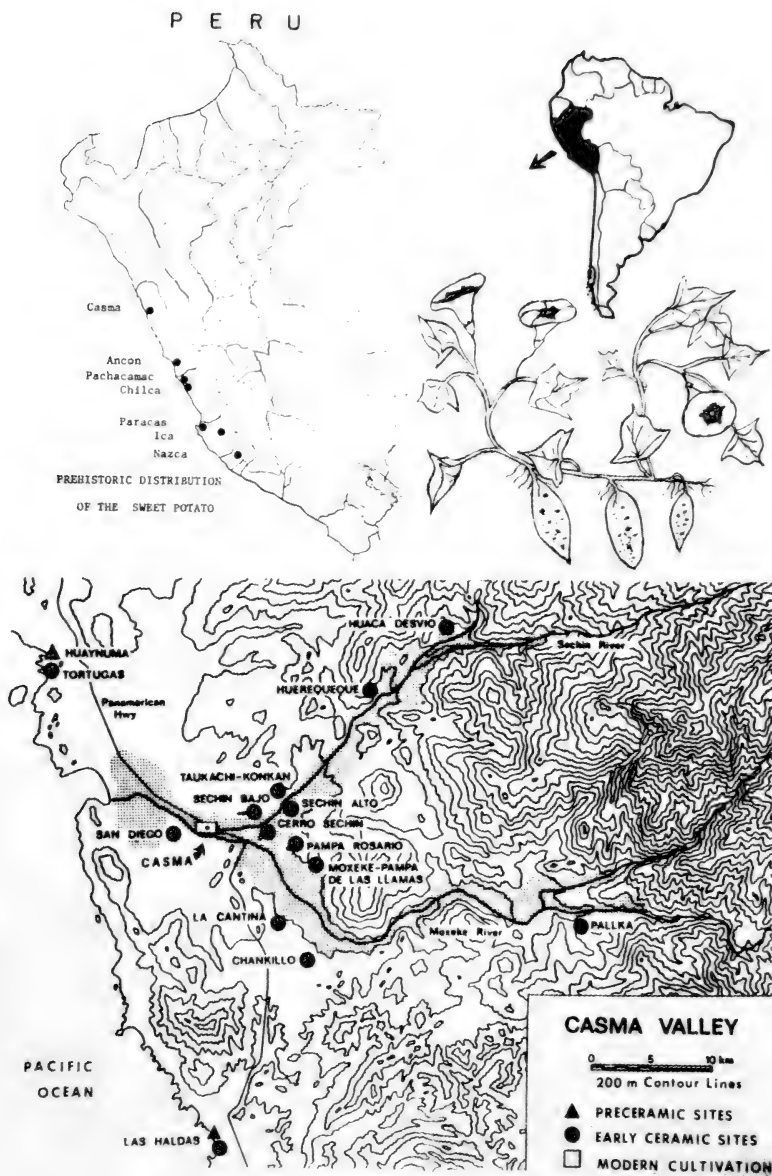 P E R U
Casma
Ancon
Pachacamac
Chilca
Paracas
Ica
Nazca
PREHISTORIC DISTRIBUTION
OF THE SWEET POTATO
HUACA DESVIO
Sechin River
HUAYNUMA
TORTUGAS
Panamerican
Hwy
HUEREQUEQUE
TAUKACHI-KONKAN
SECHIN BAJO
SECHIN ALTO
CERRO SECHIN
SAN DIEGO
CASMA
PAMPA ROSARIO
MOXEKE-PAMPA
DE LAS LLAMAS
LA CANTINA
Moxeke River
PALLKA
CHANKILLO
PACIFIC
OCEAN
LAS HALDAS
CASMA VALLEY
0 5 10 km
200 m Contour Lines
PRECERAMIC SITES
EARLY CERAMIC SITES
MODERN CULTIVATION